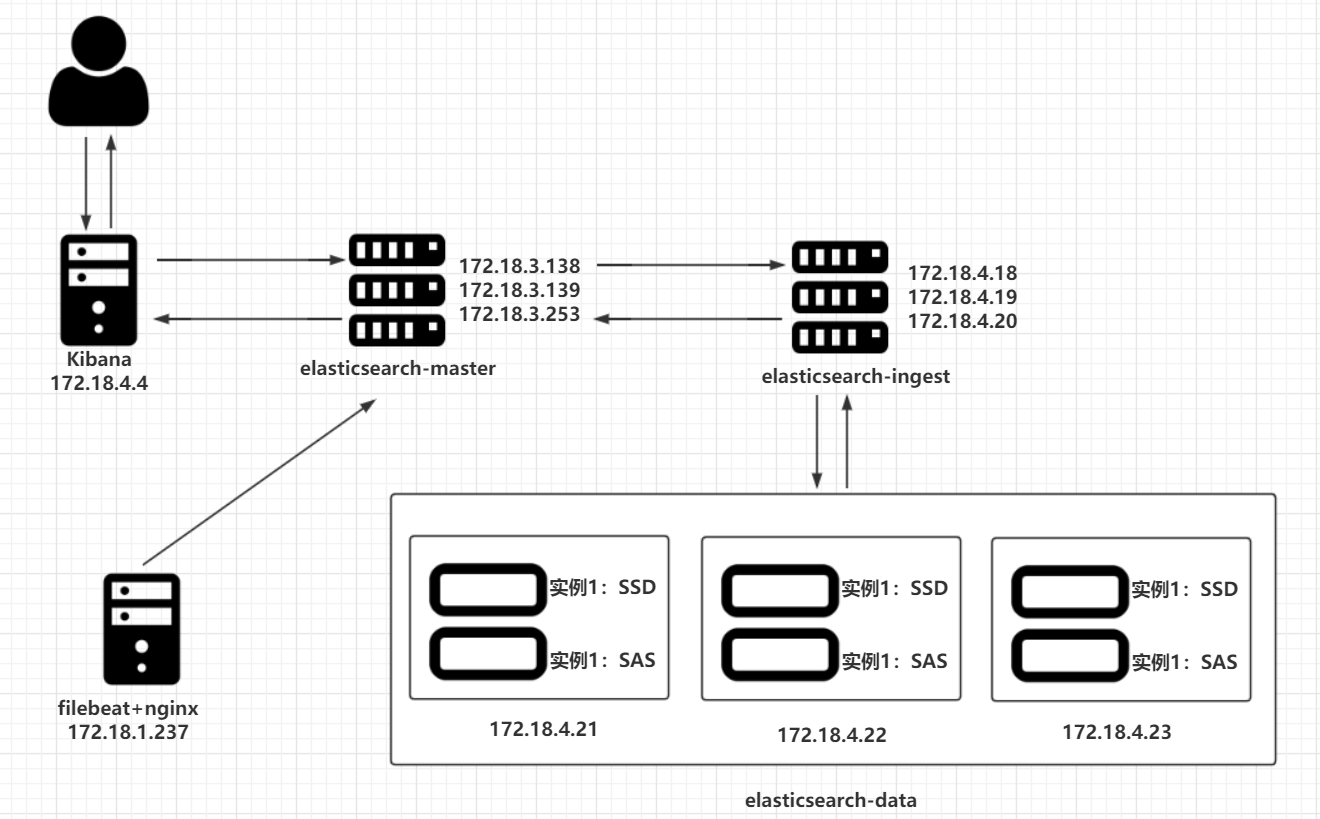 172.18.3.138
172.18.3.139
172.18.3.253
172.18.4.18
172.18.4.19
172.18.4.20
Kibana
172.18.4.4
elasticsearch-master
elasticsearch-ingest
实例1：SSD
实例1：SAS
172.18.4.21
实例1：SSD
实例1：SAS
172.18.4.22
实例1：SSD
实例1：SAS
172.18.4.23
filebeat+nginx
172.18.1.237
elasticsearch-data